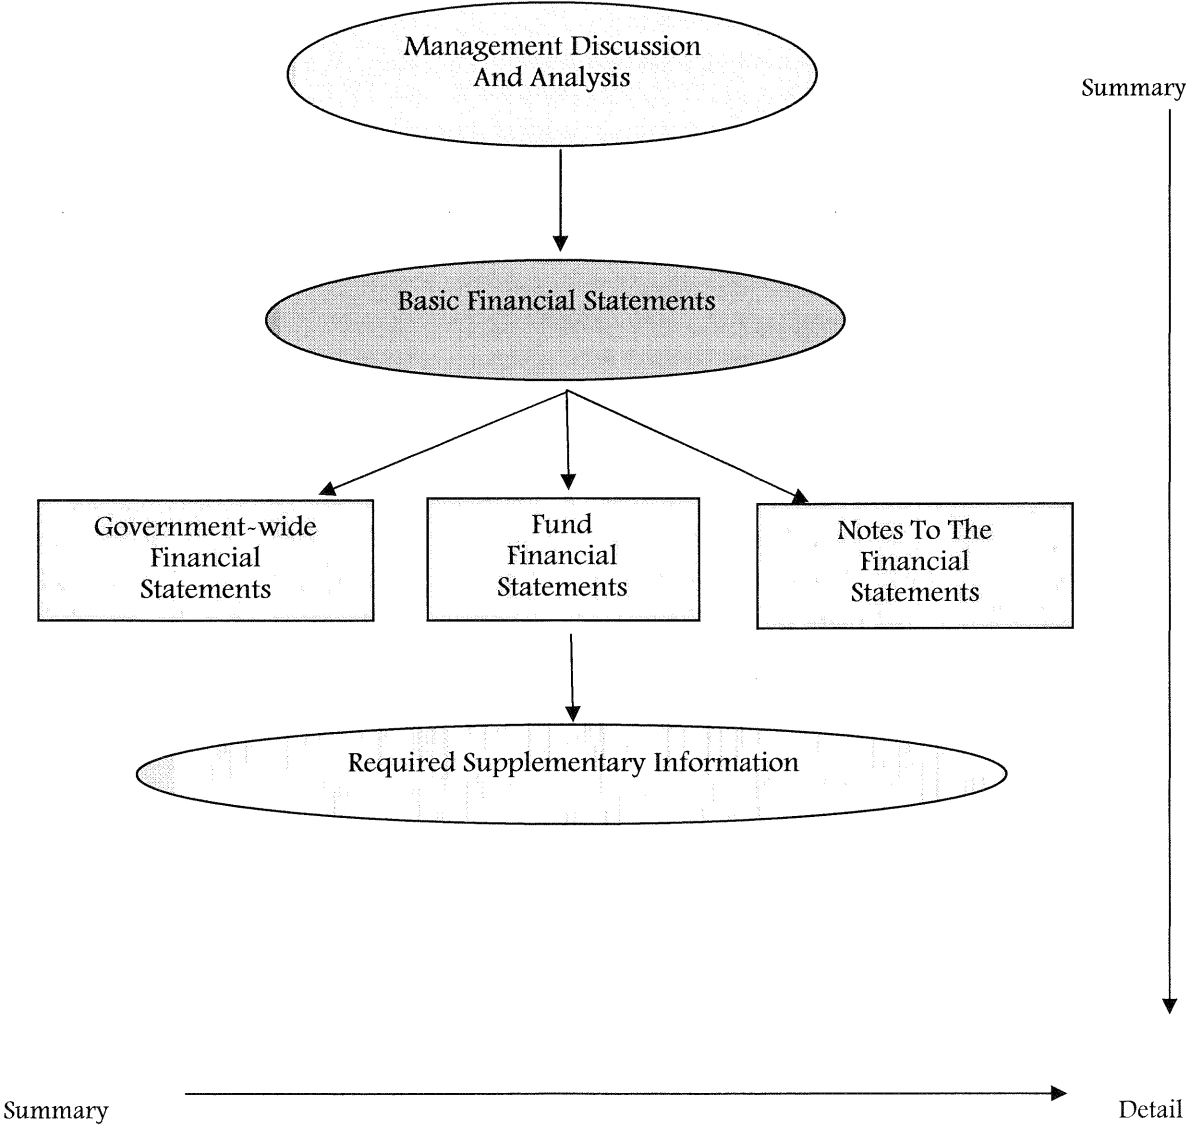 Management Discussion
And Analysis
Summary
Basic Financial Statements
Government-wide
Financial
Statements
Fund
Financial
Statements
Notes To The
Financial
Statements
Required Supplementary Information
Summary
Detail